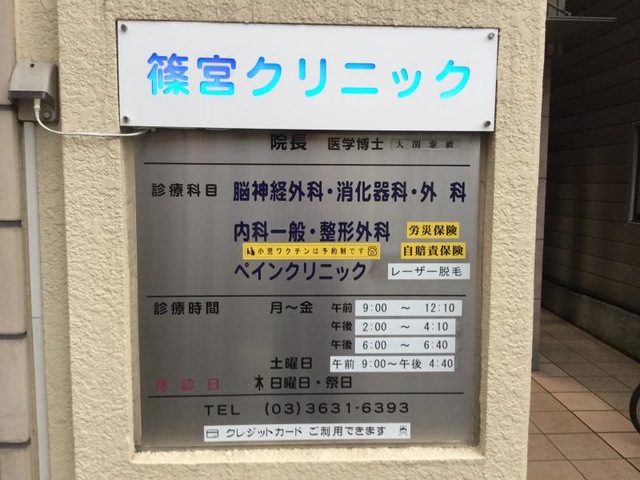 篠宮クリニック
院長 医学博士
診療科目 脳神経外科・消化器科・外 科
内科一般・整形外科 労災保険
小児ワクチンは予約制です 自賠責保険
ペインクリニック レーザー脱毛
診療時間 月〜金 午前 9:00 〜 12:10
午後 2:00 〜 4:10
午後 6:00 〜 6:40
土曜日 午前 9:00〜午後 4:40
休診日 木日曜日・祭日
TEL (03)3631-6393
クレジットカード ご利用できます